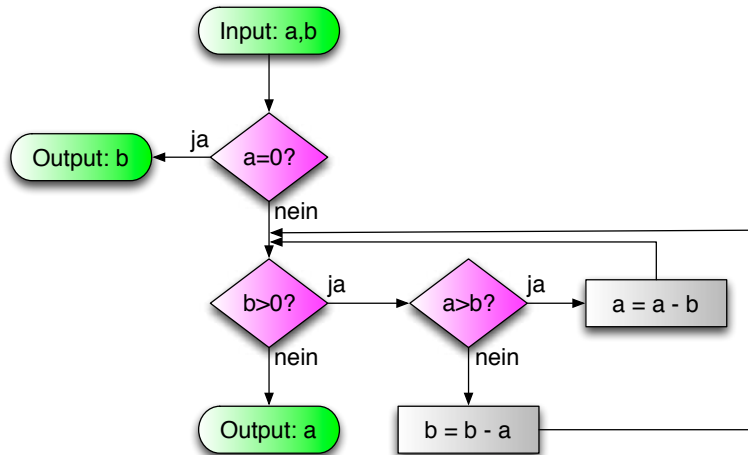 Input: a,b
ja
Output: b
a=0?
nein
b>0?
ja
a>b?
ja
a = a - b
nein
nein
Output: a
b = b - a